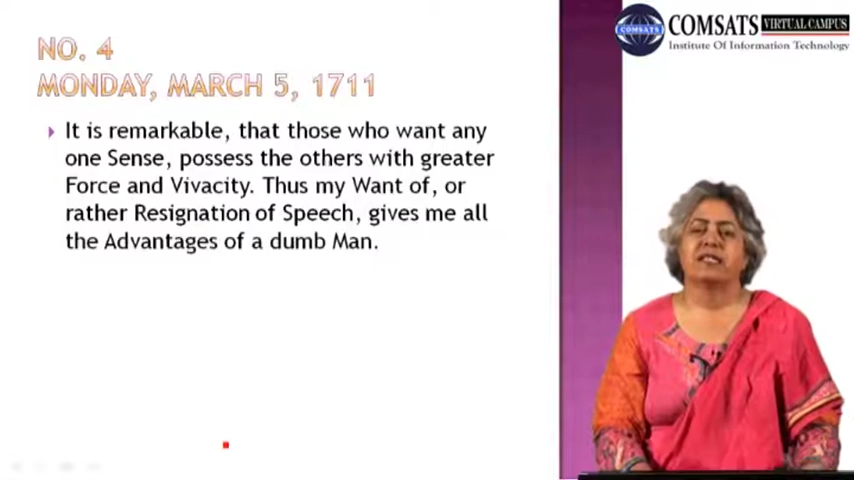 NO. 4
MONDAY, MARCH 5, 1711
It is remarkable, that those who want any
one Sense, possess the others with greater
Force and Vivacity. Thus my Want of, or
rather Resignation of Speech, gives me all
the Advantages of a dumb Man.
COMSATS
COMSATS VIRTUAL CAMPUS
Institute Of Information Technology